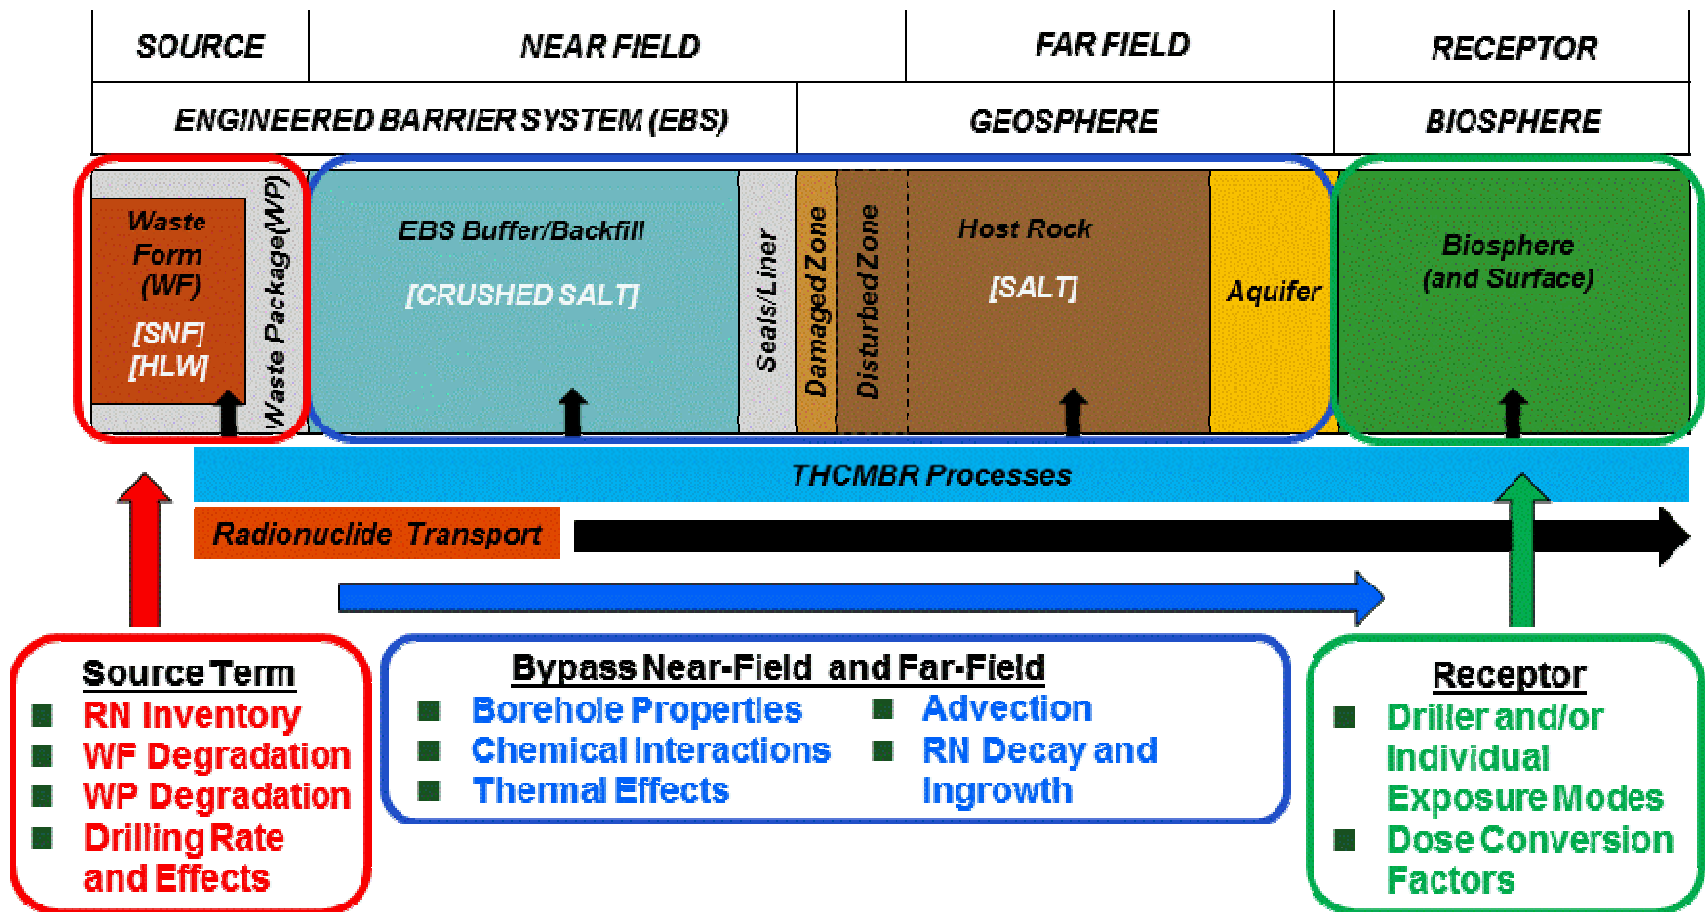 SOURCE
NEAR FIELD
FAR FIELD
RECEPTOR
ENGINEERED BARRIER SYSTEM (EBS)
GEOSPHERE
BIOSPHERE
Waste
Form
(WF)
[SNF]
[HLW]
Waste Package(WP)
EBS Buffer/Backfill
[CRUSHED SALT]
Seals/Liner
Damaged Zone
Disturbed Zone
Host Rock
[SALT]
Aquifer
Biosphere
(and Surface)
THCMBR Processes
Radionuclide Transport
Source Term
RN Inventory
WF Degradation
WP Degradation
Drilling Rate
and Effects
Bypass Near-Field and Far-Field
Borehole Properties
Chemical Interactions
Thermal Effects
Advection
RN Decay and
Ingrowth
Receptor
Driller and/or
Individual
Exposure Modes
Dose Conversion
Factors